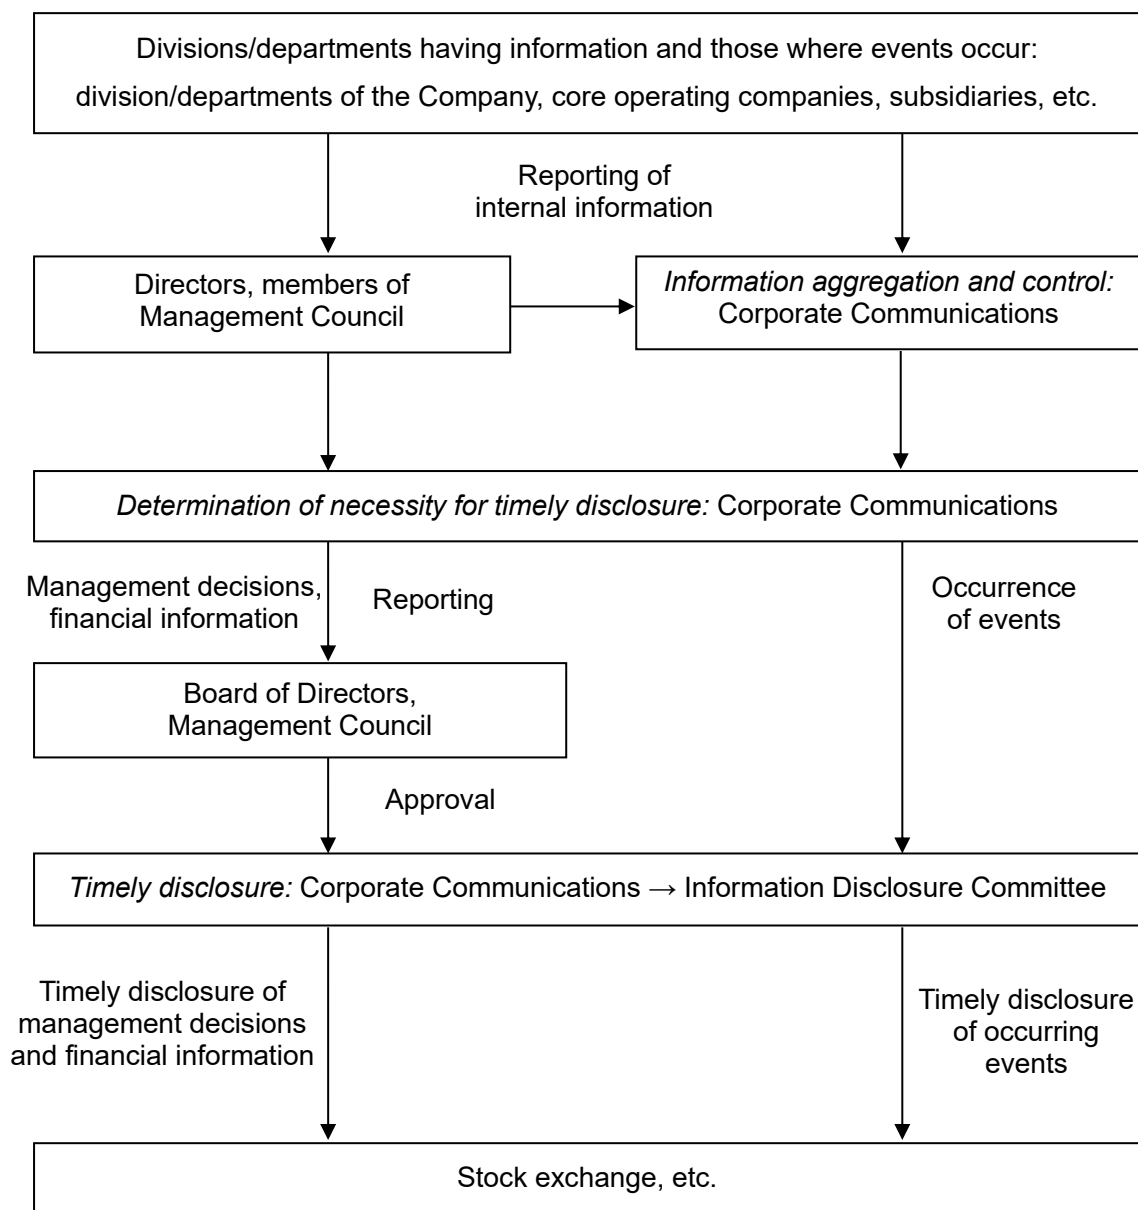 Divisions/departments having information and those where events occur:
division/departments of the Company, core operating companies, subsidiaries, etc.
Reporting of
internal information
Directors, members of
Management Council
Information aggregation and control:
Corporate Communications
Determination of necessity for timely disclosure: Corporate Communications
Management decisions,
financial information
Reporting
Occurrence
of events
Board of Directors,
Management Council
Approval
Timely disclosure: Corporate Communications → Information Disclosure Committee
Timely disclosure of
management decisions
and financial information
Timely disclosure
of occurring
events
Stock exchange, etc.